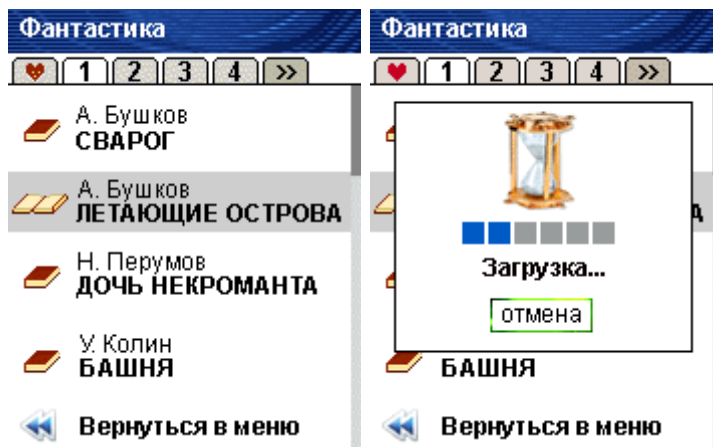 Фантастика
1 2 3 4 >>
А. Бушков
СВАРОГ
А. Бушков
ЛЕТАЮЩИЕ ОСТРОВА
Н. Перумов
ДОЧЬ НЕКРОМАНТА
У. Колин
БАШНЯ
Вернуться в меню
Фантастика
1 2 3 4 >>
Загрузка...
отмена
БАШНЯ
Вернуться в меню